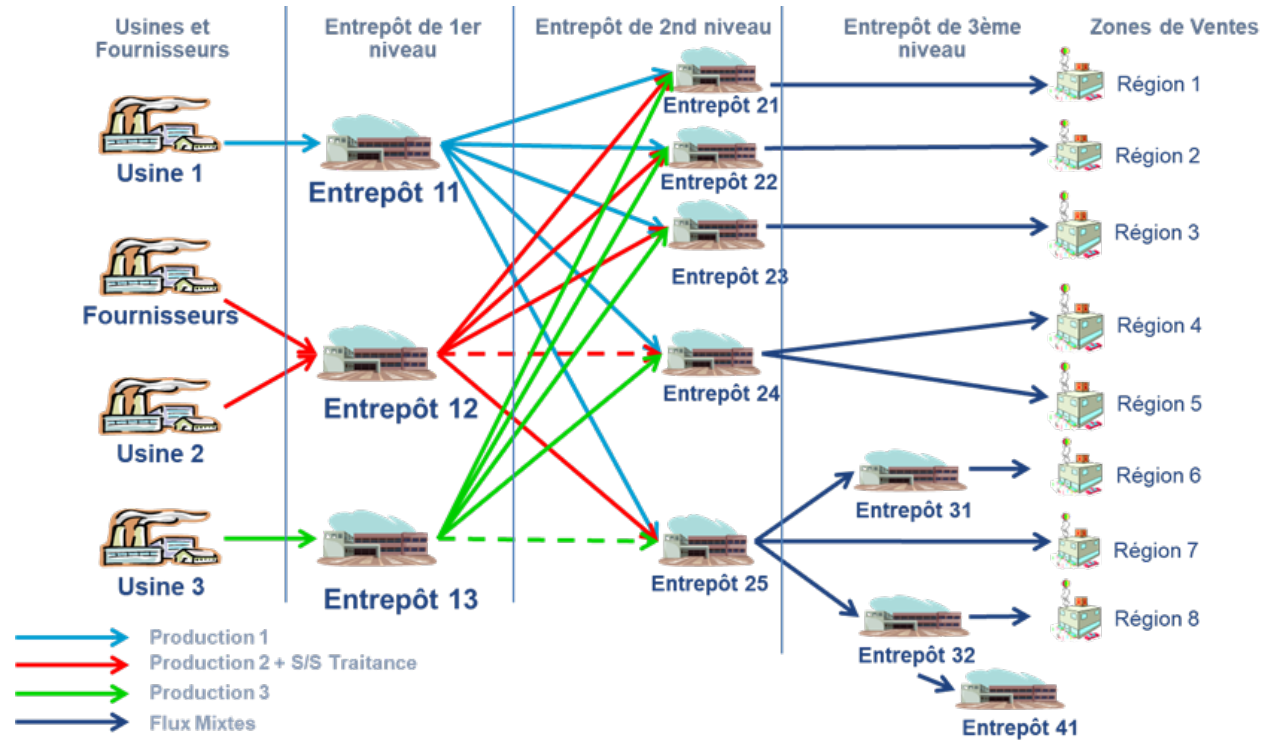 Usines et
Fournisseurs
Entrepôt de 1er
niveau
Entrepôt de 2nd niveau
Entrepôt de 3ème
niveau
Zones de Ventes
Usine 1
Fournisseurs
Usine 2
Usine 3
Entrepôt 11
Entrepôt 12
Entrepôt 13
Entrepôt 21
Entrepôt 22
Entrepôt 23
Entrepôt 24
Entrepôt 25
Entrepôt 31
Entrepôt 32
Entrepôt 41
Région 1
Région 2
Région 3
Région 4
Région 5
Région 6
Région 7
Région 8
Production 1
Production 2 + S/S Traitance
Production 3
Flux Mixtes